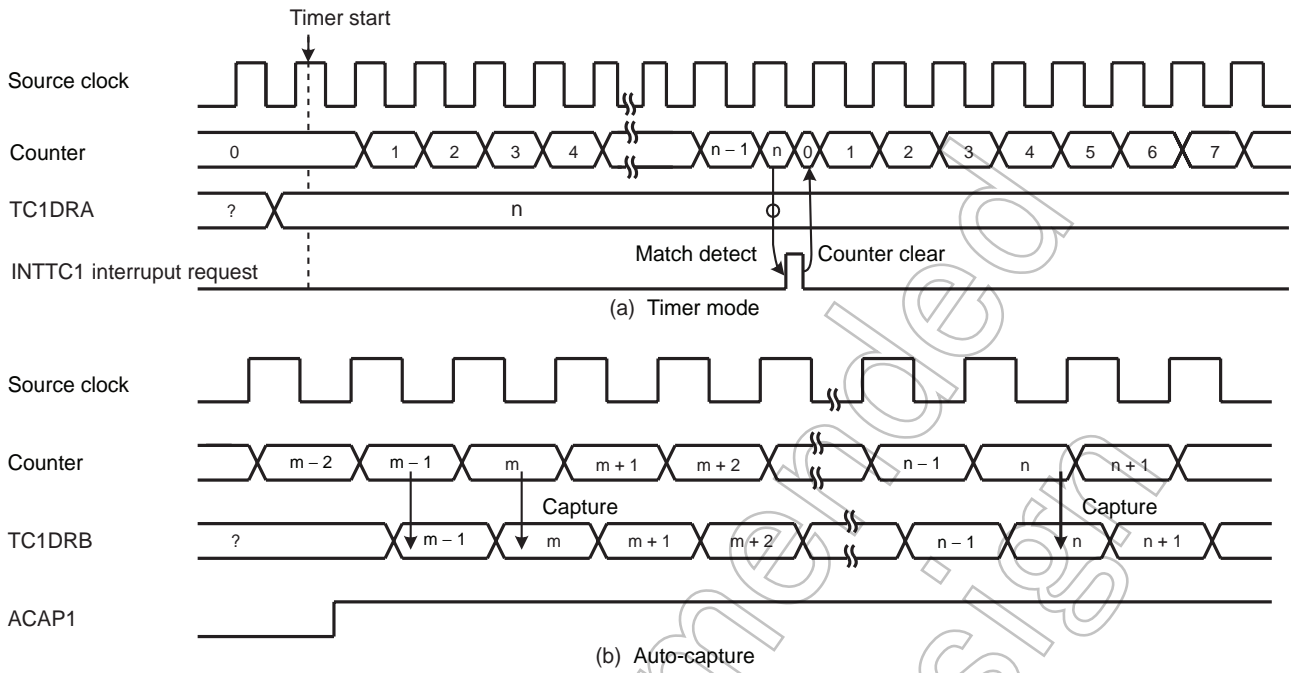 Timer start
Source clock
Counter
0 1 2 3 4 n – 1 n 0 1 2 3 4 5 6 7
TC1DRA
? n
Match detect Counter clear
INTTC1 interruput request
(a) Timer mode
Source clock
Counter
m – 2 m – 1 m m + 1 m + 2 n – 1 n n + 1
Capture Capture
TC1DRB
? m – 1 m m + 1 m + 2 n – 1 n n + 1
ACAP1
(b) Auto-capture
mended
sign